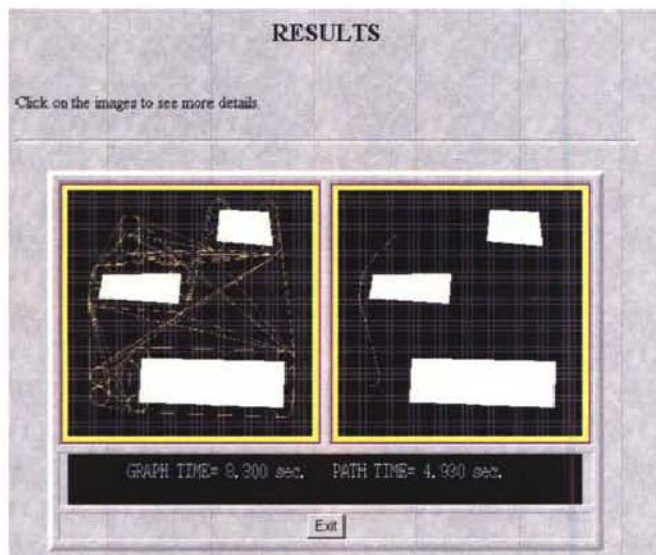 RESULTS
Click on the images to see more details.
GRAPH TIME= 8.300 sec. PATH TIME= 4.930 sec.
Exit